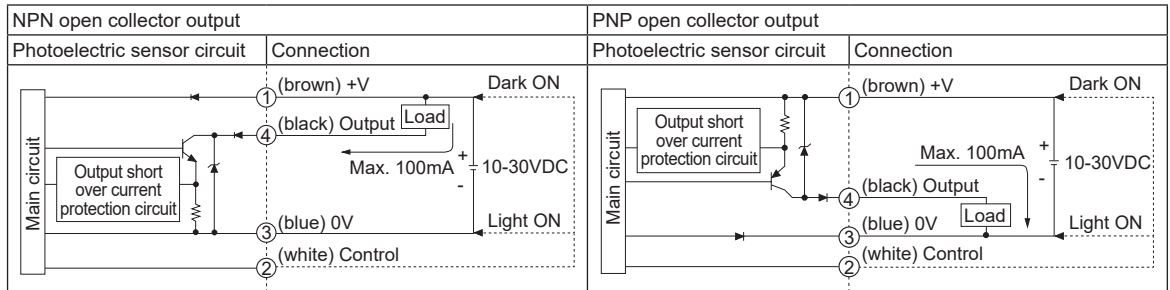 NPN open collector output
PNP open collector output
Photoelectric sensor circuit
Connection
Photoelectric sensor circuit
Connection
Main circuit
Output short
over current
protection circuit
1
(brown) +V
Dark ON
4
(black) Output
Load
Max. 100mA
+
-
10-30VDC
3
(blue) 0V
Light ON
2
(white) Control
Main circuit
Output short
over current
protection circuit
1
(brown) +V
Dark ON
Max. 100mA
+
-
10-30VDC
4
(black) Output
Load
3
(blue) 0V
Light ON
2
(white) Control